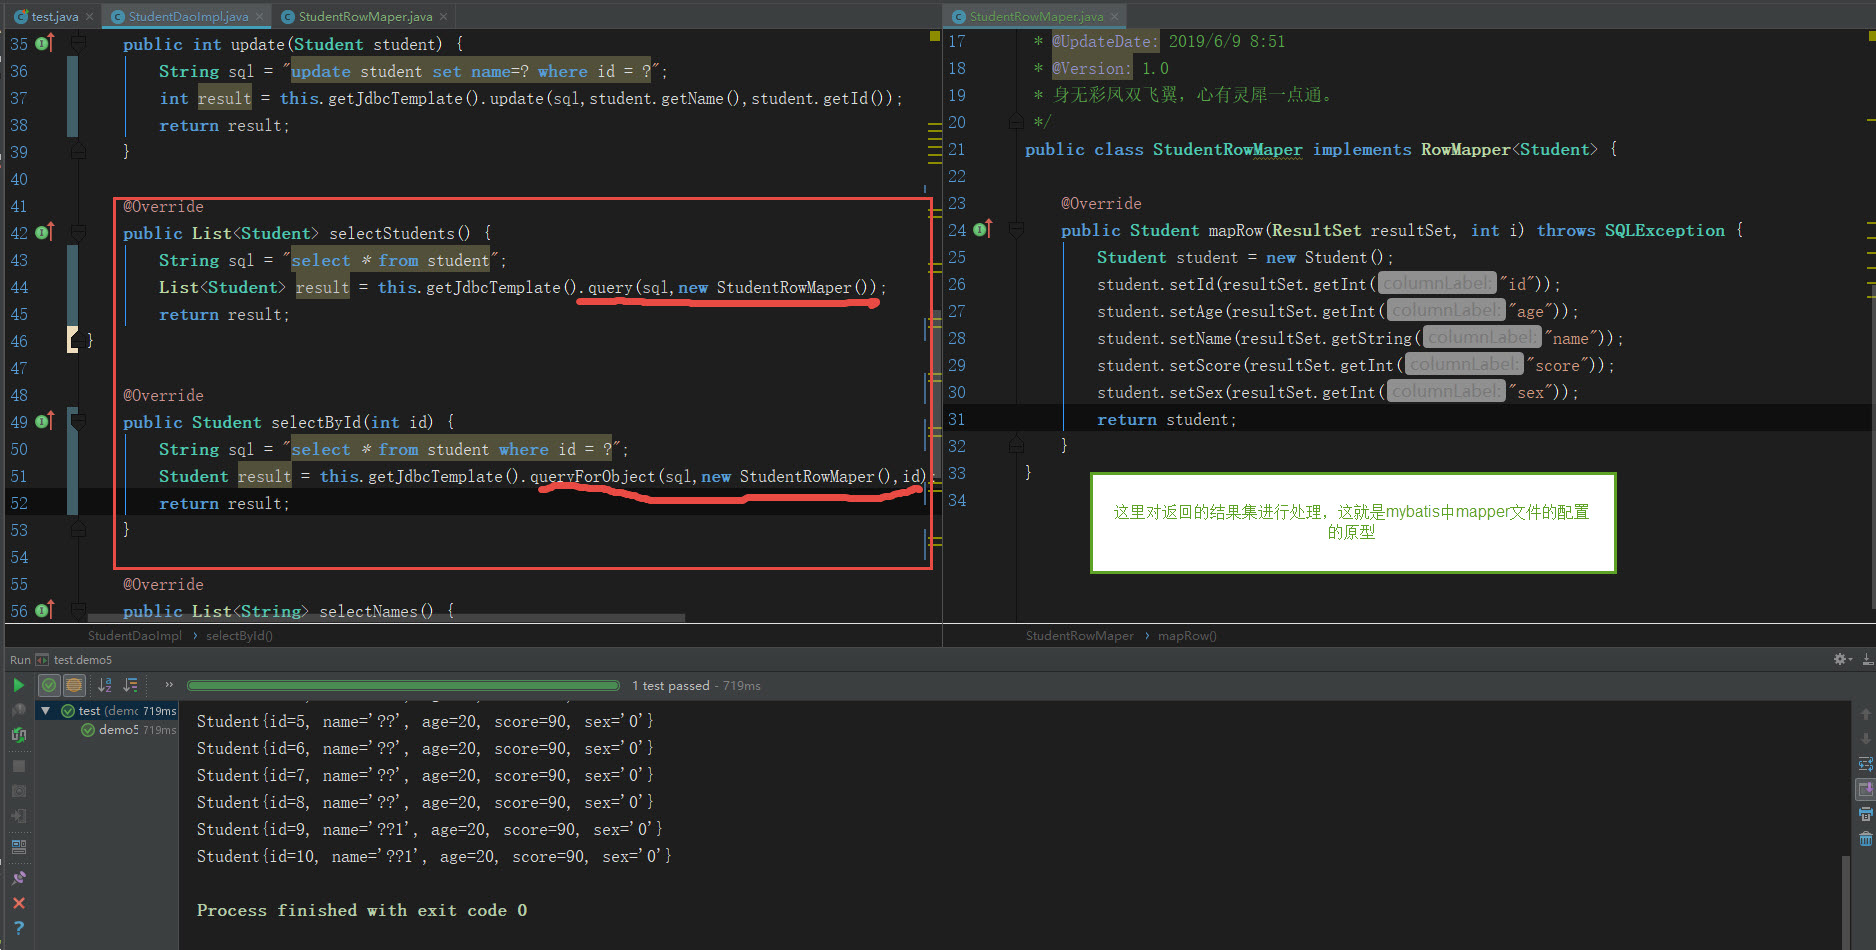 test.java StudentDaoImpl.java StudentRowMaper.java
35 public int update(Student student) {
36 String sql = "update student set name=? where id = ?";
37 int result = this.getJdbcTemplate().update(sql,student.getName(),student.getId());
38 return result;
39 }
40
41 @Override
42 public List<Student> selectStudents() {
43 String sql = "select * from student";
44 List<Student> result = this.getJdbcTemplate().query(sql,new StudentRowMaper());
45 return result;
46 }
47
48 @Override
49 public Student selectById(int id) {
50 String sql = "select * from student where id = ?";
51 Student result = this.getJdbcTemplate().queryForObject(sql,new StudentRowMaper(),id);
52 return result;
53 }
54
55 @Override
56 public List<String> selectNames() {
StudentDaoImpl › selectById()
StudentRowMaper.java
17 * @UpdateDate: 2019/6/9 8:51
18 * @Version: 1.0
19 * 身无彩凤双飞翼，心有灵犀一点通。
20 */
21 public class StudentRowMaper implements RowMapper<Student> {
22
23 @Override
24 public Student mapRow(ResultSet resultSet, int i) throws SQLException {
25 Student student = new Student();
26 student.setId(resultSet.getInt( columnLabel: "id"));
27 student.setAge(resultSet.getInt( columnLabel: "age"));
28 student.setName(resultSet.getString( columnLabel: "name"));
29 student.setScore(resultSet.getInt( columnLabel: "score"));
30 student.setSex(resultSet.getInt( columnLabel: "sex"));
31 return student;
32 }
33 }
34
这里对返回的结果集进行处理，这就是mybatis中mapper文件的配置
的原型
StudentRowMaper › mapRow()
Run test.demo5
1 test passed - 719ms
test (demo 719ms
demo5 719ms
Student{id=5, name='??', age=20, score=90, sex='0'}
Student{id=6, name='??', age=20, score=90, sex='0'}
Student{id=7, name='??', age=20, score=90, sex='0'}
Student{id=8, name='??', age=20, score=90, sex='0'}
Student{id=9, name='??1', age=20, score=90, sex='0'}
Student{id=10, name='??1', age=20, score=90, sex='0'}
Process finished with exit code 0